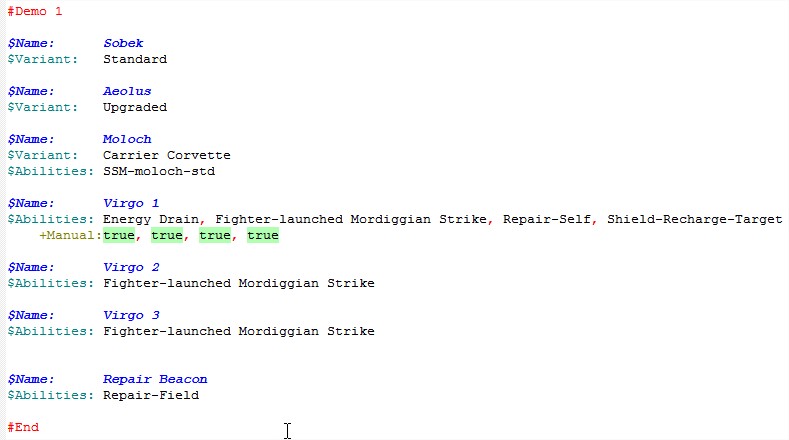 #Demo 1
$Name: Sobek
$Variant: Standard
$Name: Aeolus
$Variant: Upgraded
$Name: Moloch
$Variant: Carrier Corvette
$Abilities: SSM-moloch-std
$Name: Virgo 1
$Abilities: Energy Drain, Fighter-launched Mordiggian Strike, Repair-Self, Shield-Recharge-Target
+Manual:true, true, true, true
$Name: Virgo 2
$Abilities: Fighter-launched Mordiggian Strike
$Name: Virgo 3
$Abilities: Fighter-launched Mordiggian Strike
$Name: Repair Beacon
$Abilities: Repair-Field
#End